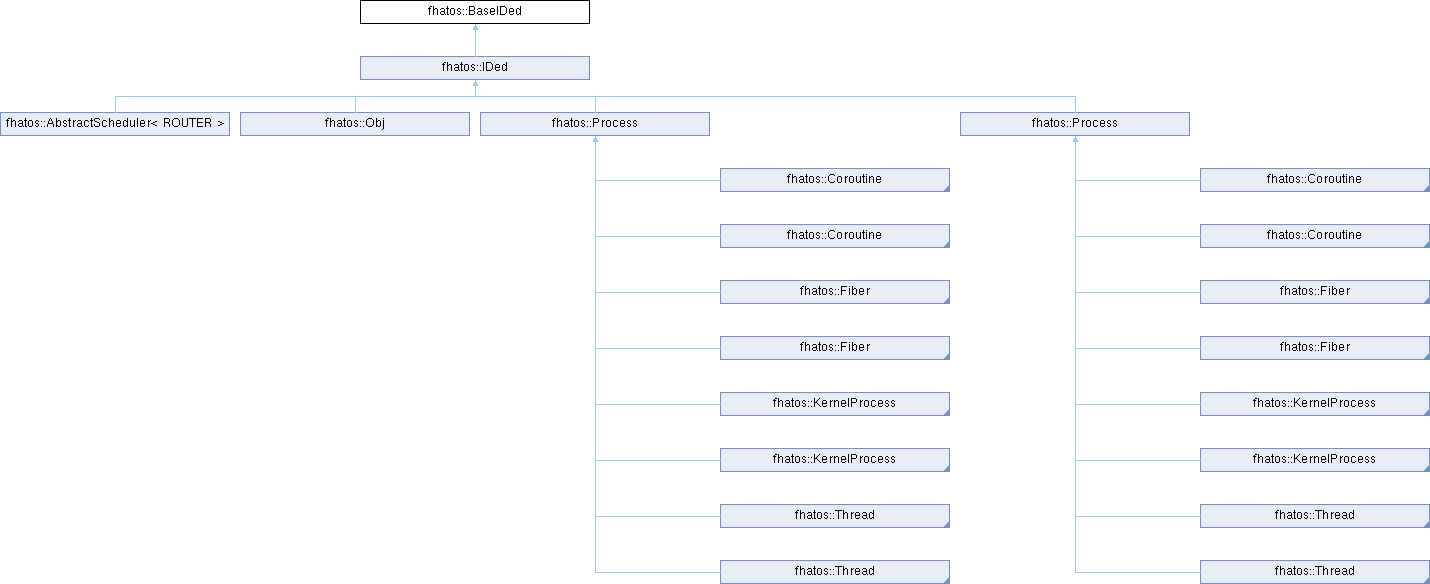 fhatos::BaseIDed
fhatos::IDed
fhatos::AbstractScheduler< ROUTER >
fhatos::Obj
fhatos::Process
fhatos::Process
fhatos::Coroutine
fhatos::Coroutine
fhatos::Coroutine
fhatos::Coroutine
fhatos::Fiber
fhatos::Fiber
fhatos::Fiber
fhatos::Fiber
fhatos::KernelProcess
fhatos::KernelProcess
fhatos::KernelProcess
fhatos::KernelProcess
fhatos::Thread
fhatos::Thread
fhatos::Thread
fhatos::Thread